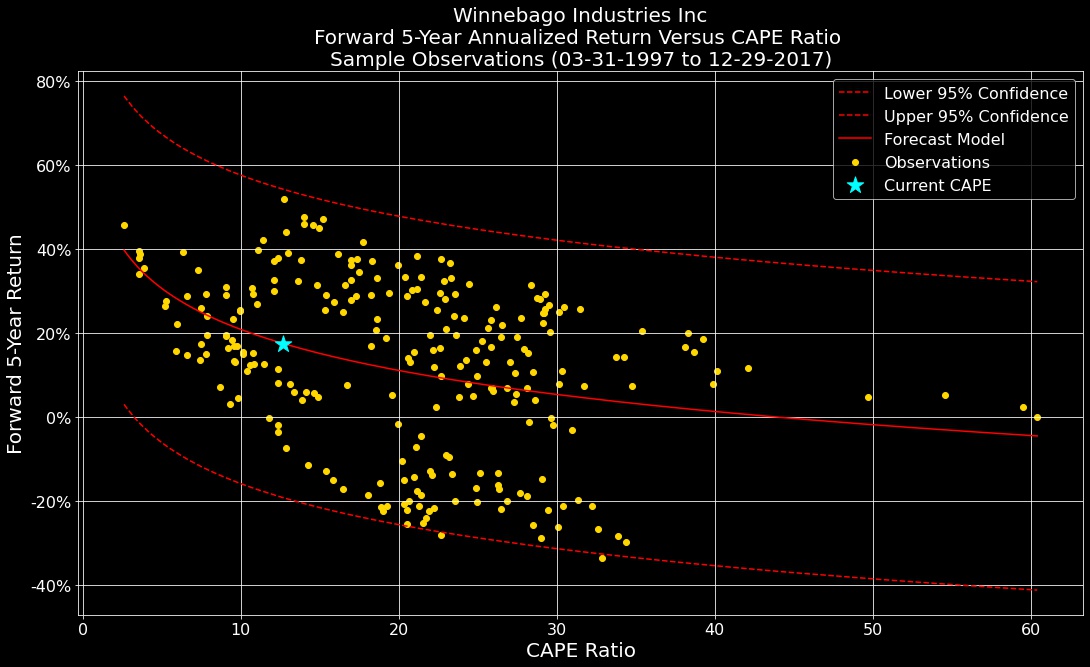 Winnebago Industries Inc
Forward 5-Year Annualized Return Versus CAPE Ratio
Sample Observations (03-31-1997 to 12-29-2017)
Lower 95% Confidence
Upper 95% Confidence
Forecast Model
Observations
Current CAPE
Forward 5-Year Return
80%
60%
40%
20%
0%
-20%
-40%
0 10 20 30 40 50 60
CAPE Ratio